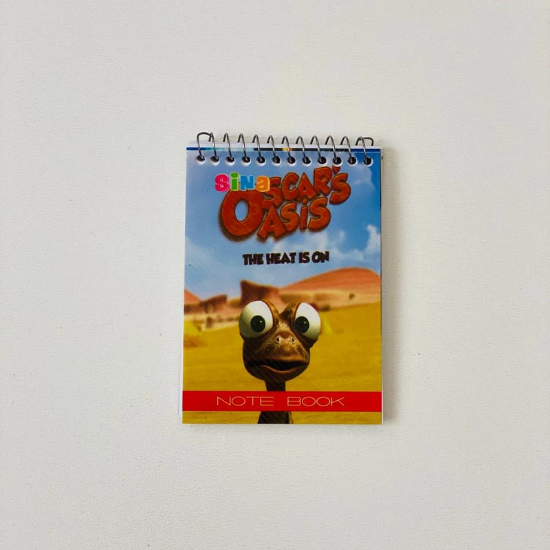 SiNa
OSCAR'S
OASIS
THE HEAT IS ON
NOTE BOOK